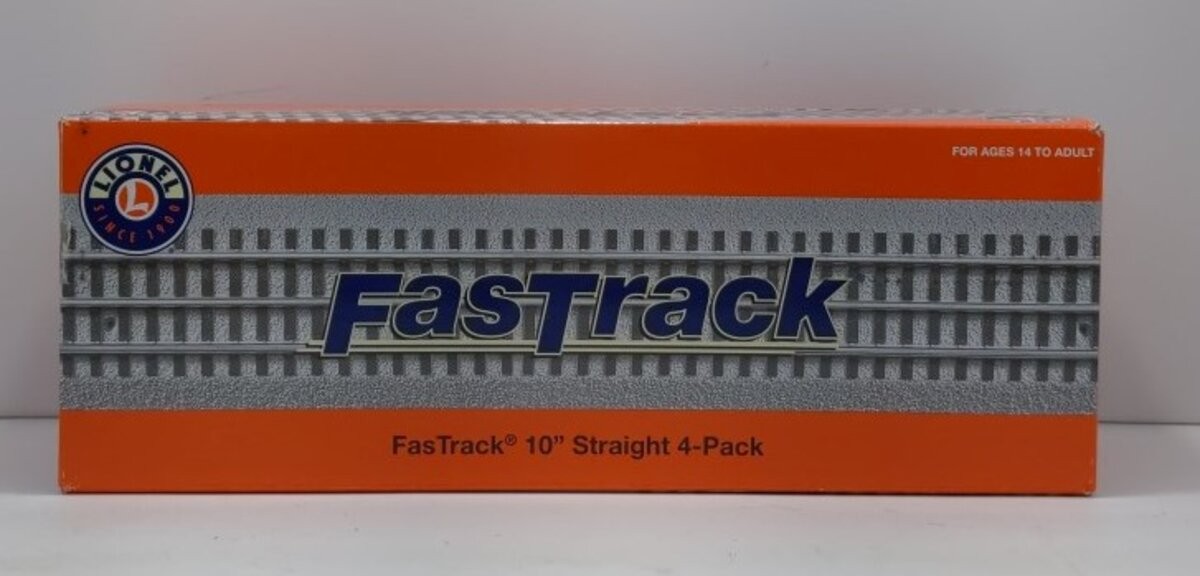 LIONEL
L
SINCE 1900
FOR AGES 14 TO ADULT
FasTrack
FasTrack® 10” Straight 4-Pack